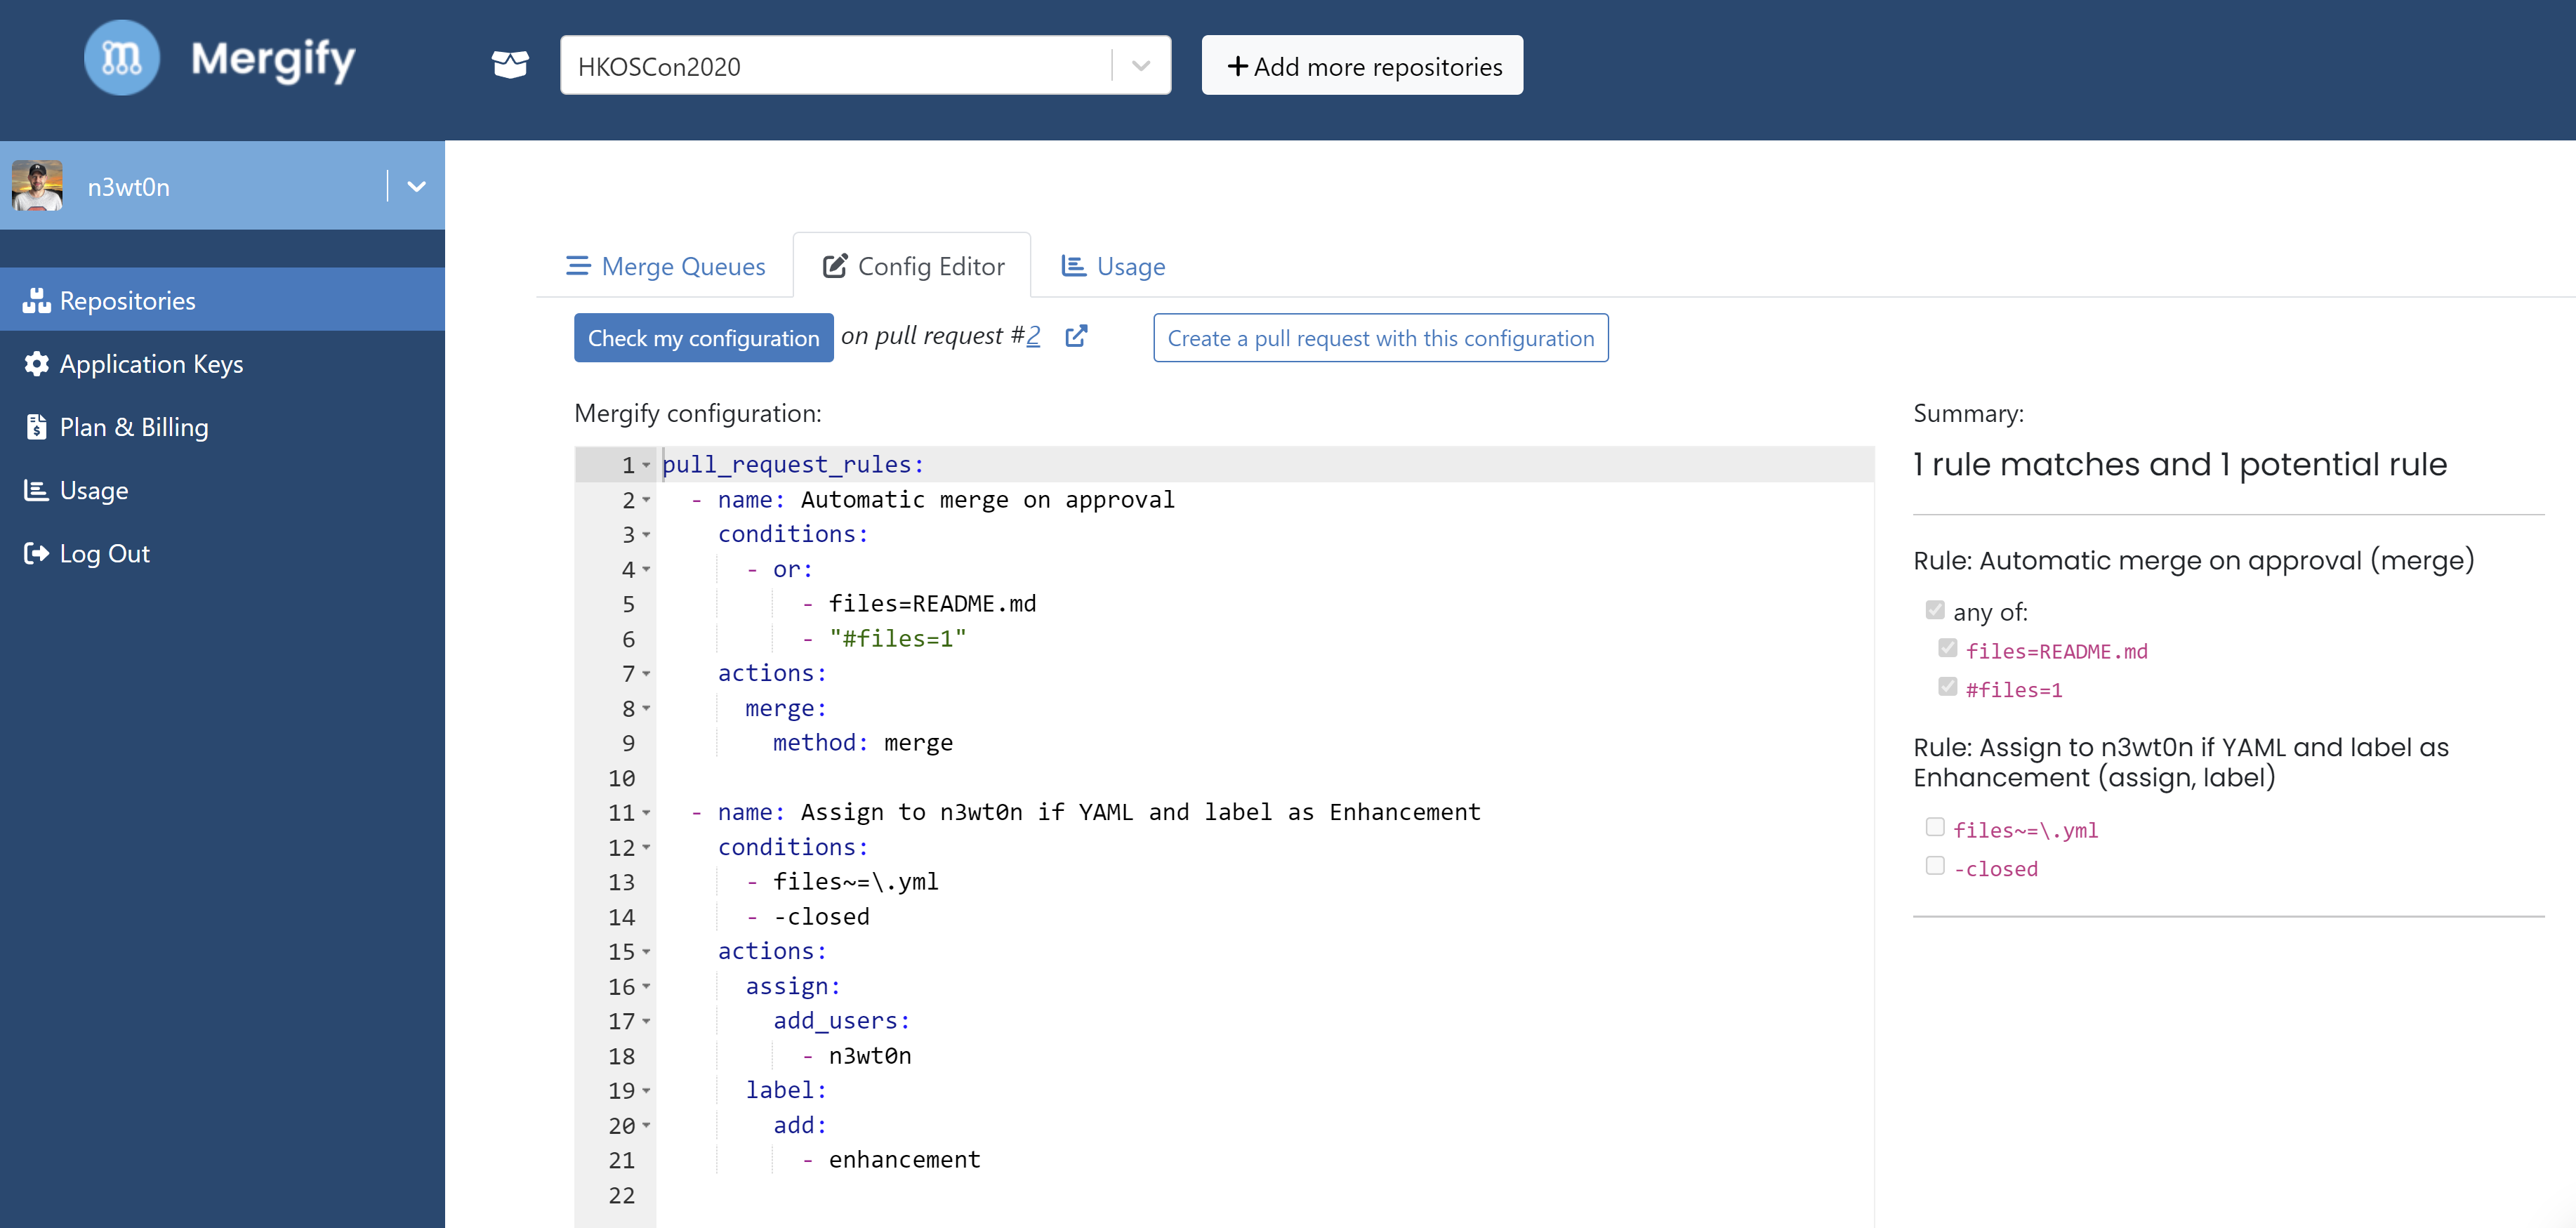 Mergify
HKOSCon2020
+ Add more repositories
n3wt0n
Repositories
Application Keys
Plan & Billing
Usage
Log Out
Merge Queues
Config Editor
Usage
Check my configuration on pull request #2
Create a pull request with this configuration
Mergify configuration:
1 pull_request_rules:
2   - name: Automatic merge on approval
3     conditions:
4       - or:
5           - files=README.md
6           - "#files=1"
7     actions:
8       merge:
9         method: merge
10
11   - name: Assign to n3wt0n if YAML and label as Enhancement
12     conditions:
13       - files~=\.yml
14       - -closed
15     actions:
16       assign:
17         add_users:
18           - n3wt0n
19       label:
20         add:
21           - enhancement
22
Summary:
1 rule matches and 1 potential rule
Rule: Automatic merge on approval (merge)
any of:
files=README.md
#files=1
Rule: Assign to n3wt0n if YAML and label as
Enhancement (assign, label)
files~=\.yml
-closed